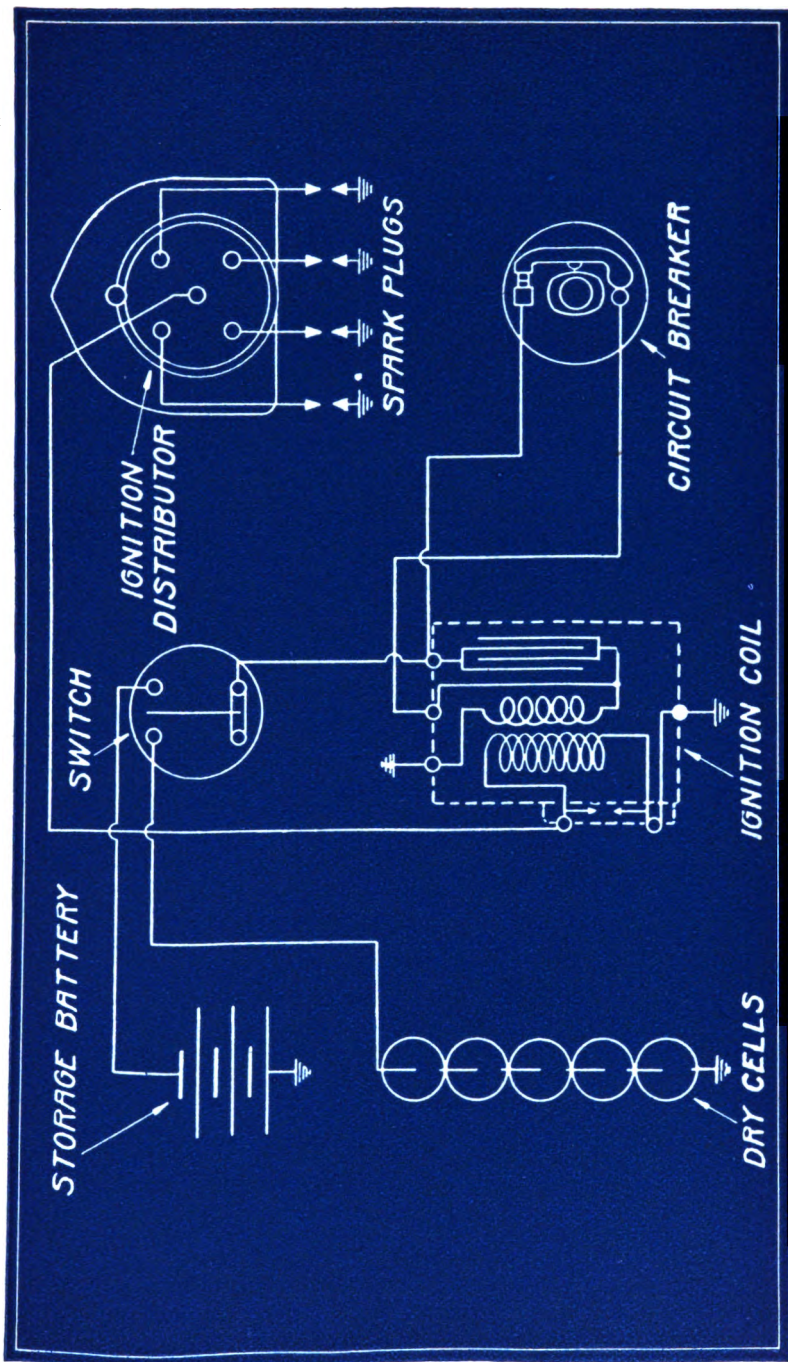 STORAGE BATTERY
SWITCH
IGNITION
DISTRIBUTOR
SPARK PLUGS
DRY CELLS
IGNITION COIL
CIRCUIT BREAKER